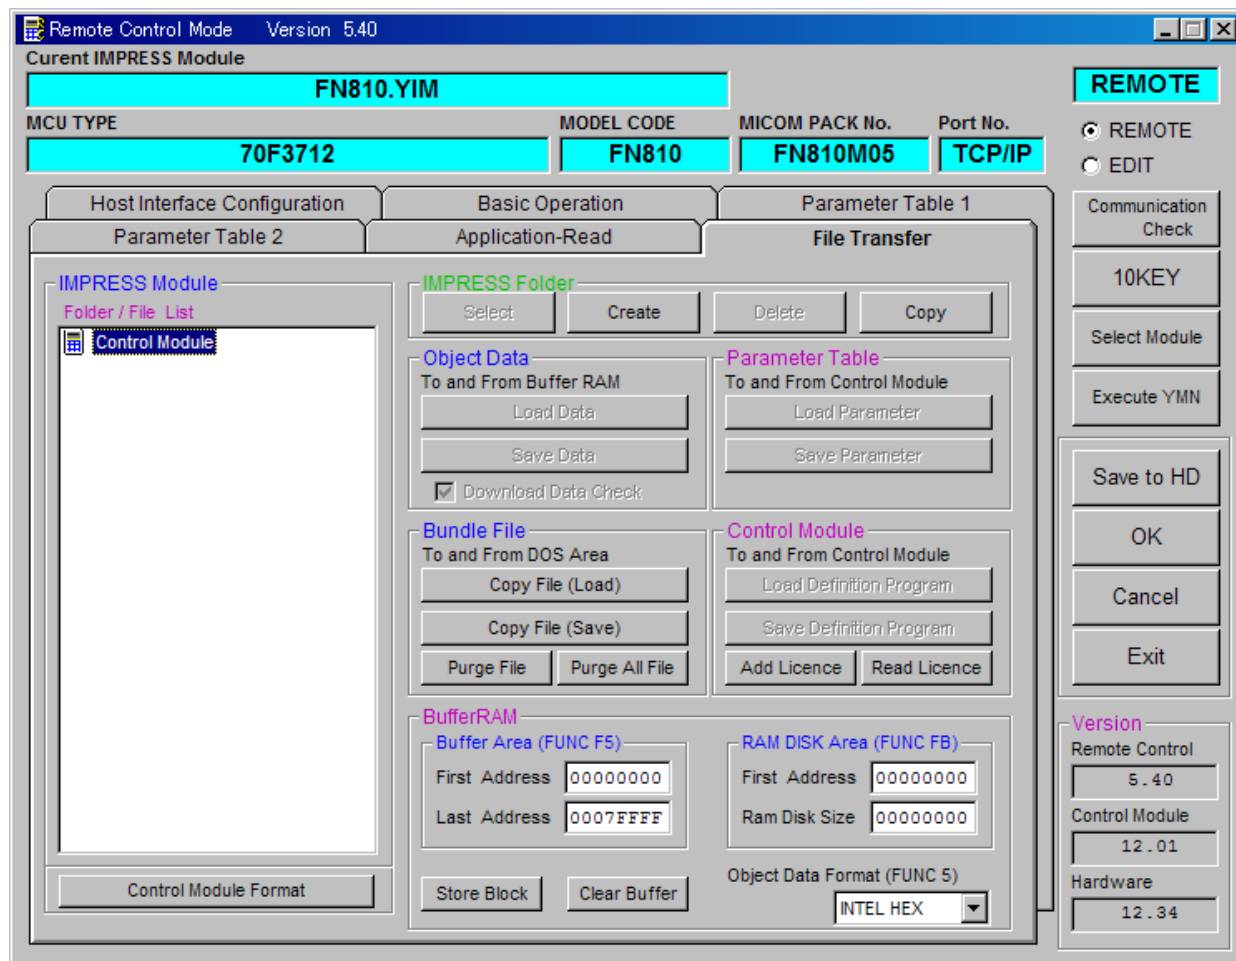 Remote Control Mode Version 5.40
Curent IMPRESS Module
FN810.YIM
REMOTE
MCU TYPE MODEL CODE MICOM PACK No. Port No.
70F3712 FN810 FN810M05 TCP/IP
REMOTE
EDIT
Host Interface Configuration Basic Operation Parameter Table 1
Parameter Table 2 Application-Read File Transfer
IMPRESS Module
Folder / File List
Control Module
Control Module Format
IMPRESS Folder
Select Create Delete Copy
Object Data
To and From Buffer RAM
Load Data
Save Data
Download Data Check
Parameter Table
To and From Control Module
Load Parameter
Save Parameter
Bundle File
To and From DOS Area
Copy File (Load)
Copy File (Save)
Purge File Purge All File
Control Module
To and From Control Module
Load Definition Program
Save Definition Program
Add Licence Read Licence
BufferRAM
Buffer Area (FUNC F5)
First Address 00000000
Last Address 0007FFFF
RAM DISK Area (FUNC FB)
First Address 00000000
Ram Disk Size 00000000
Store Block Clear Buffer
Object Data Format (FUNC 5)
INTEL HEX
Communication
Check
10KEY
Select Module
Execute YMN
Save to HD
OK
Cancel
Exit
Version
Remote Control
5.40
Control Module
12.01
Hardware
12.34